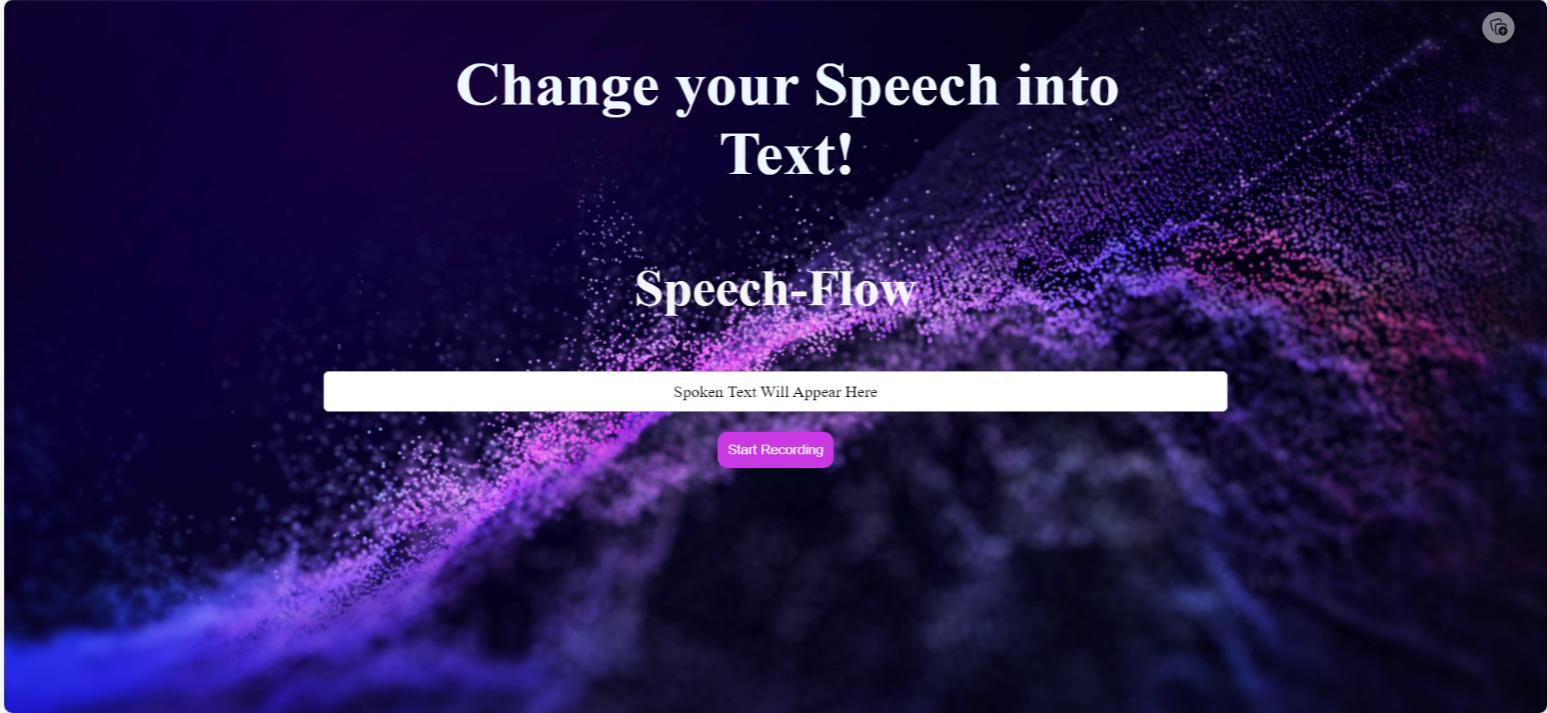 Change your Speech into
Text!
Speech-Flow
Spoken Text Will Appear Here
Start Recording